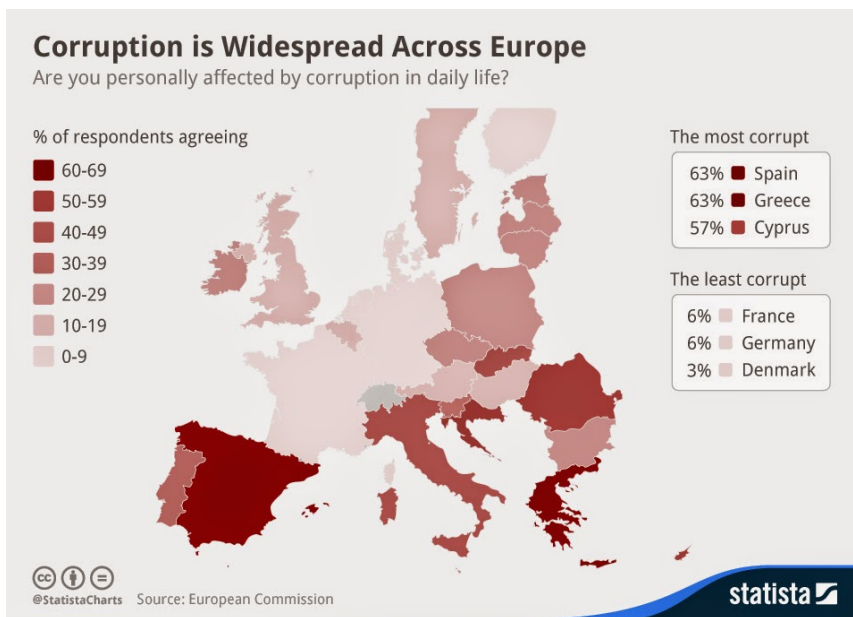 Corruption is Widespread Across Europe
Are you personally affected by corruption in daily life?
% of respondents agreeing
60-69
50-59
40-49
30-39
20-29
10-19
0-9
The most corrupt
63% Spain
63% Greece
57% Cyprus
The least corrupt
6% France
6% Germany
3% Denmark
cc
@StatistaCharts Source: European Commission
statista